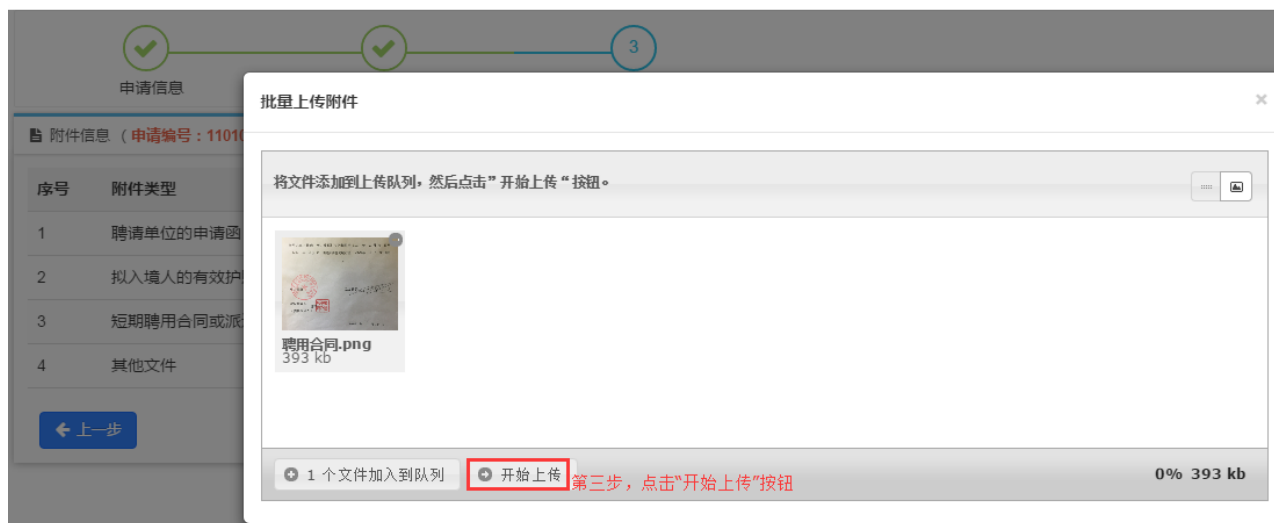 3
申请信息
批量上传附件
×
附件信息 （申请编号：11010
序号 附件类型
1 聘请单位的申请函
2 拟入境人的有效护
3 短期聘用合同或派
4 其他文件
上一步
将文件添加到上传队列，然后点击”开始上传“按钮。
聘用合同.png
393 kb
1 个文件加入到队列
开始上传
第三步，点击"开始上传"按钮
0% 393 kb